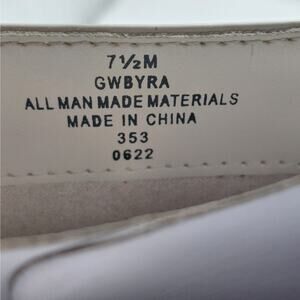 7½M
GWBYRA
ALL MAN MADE MATERIALS
MADE IN CHINA
353
0622